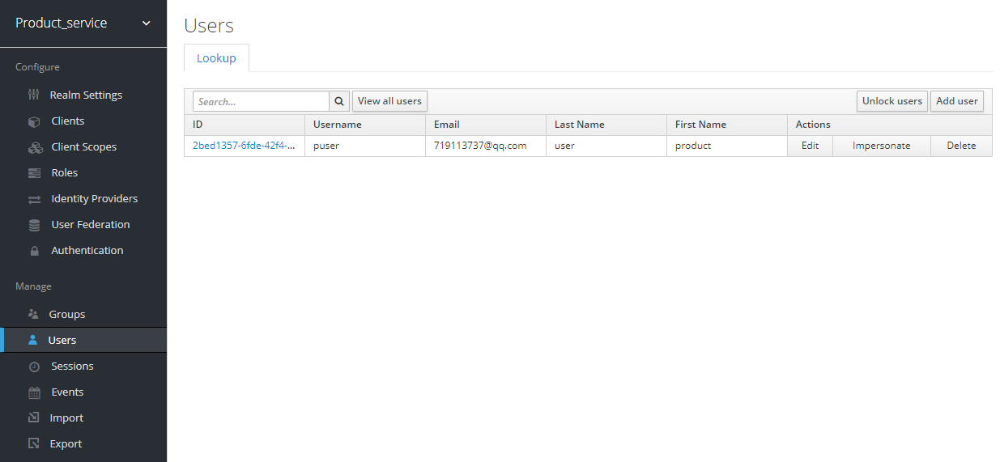 Product_service
Configure
Realm Settings
Clients
Client Scopes
Roles
Identity Providers
User Federation
Authentication
Manage
Groups
Users
Sessions
Events
Import
Export
Users
Lookup
Search... View all users Unlock users Add user
ID Username Email Last Name First Name Actions
2bed1357-6fde-42f4-... puser 719113737@qq.com user product Edit Impersonate Delete